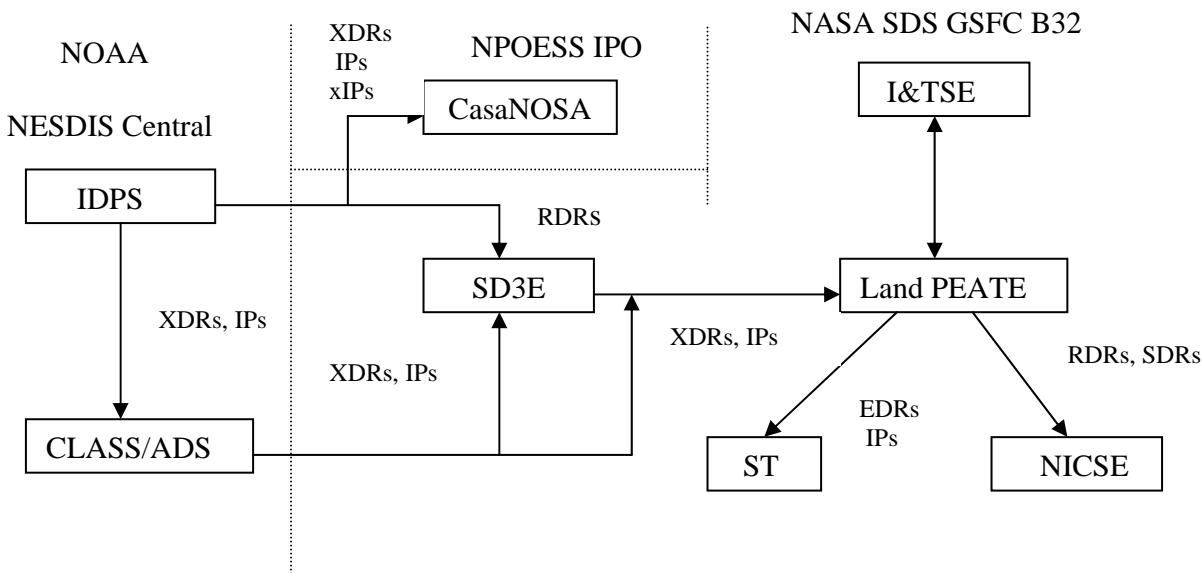 NASA SDS GSFC B32
XDRs
IPs
xIPs
NPOESS IPO
NOAA
I&TSE
CasaNOSA
NESDIS Central
IDPS
RDRs
SD3E
Land PEATE
XDRs, IPs
XDRs, IPs
XDRs, IPs
RDRs, SDRs
EDRs
IPs
CLASS/ADS
ST
NICSE